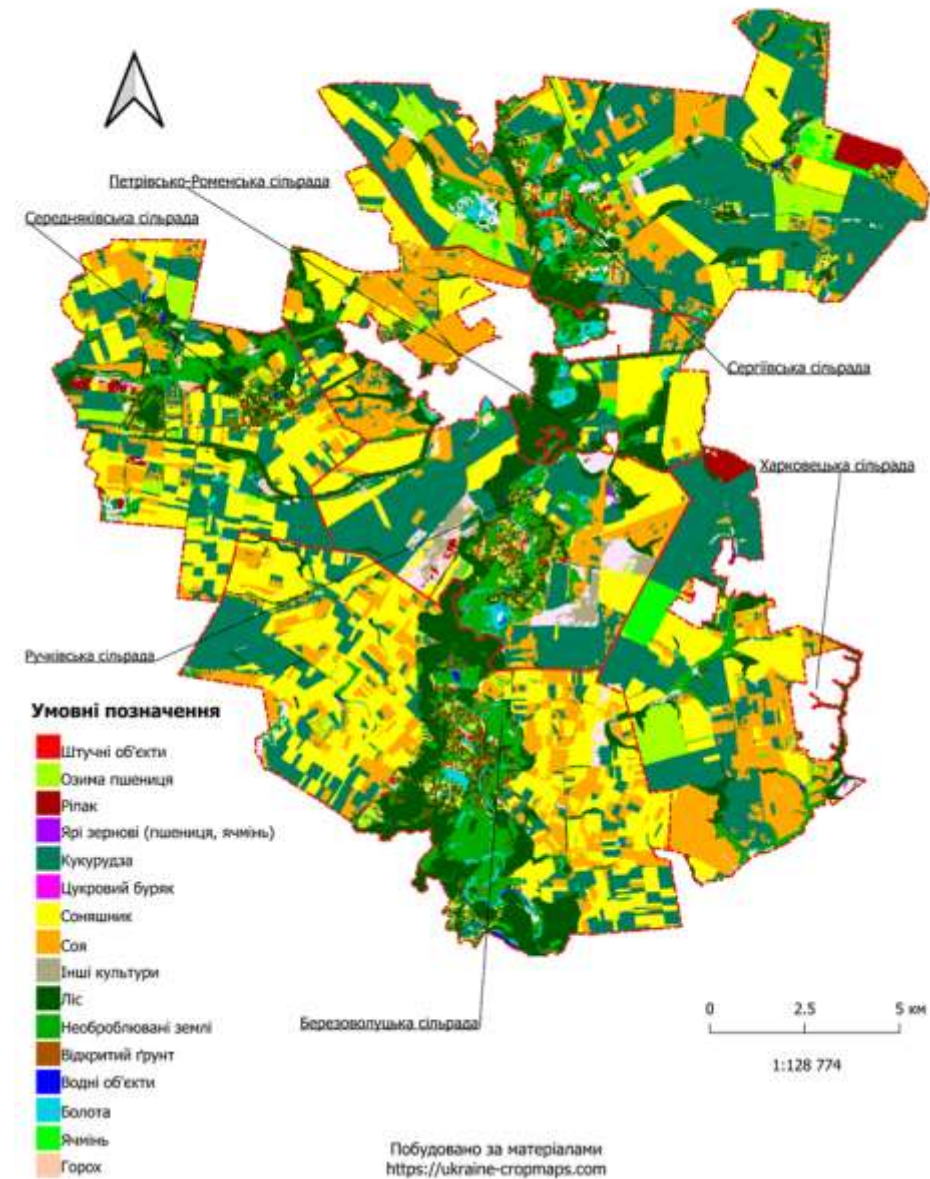 Петрівсько-Роменська сільрада
Середняківська сільрада
Сергіївська сільрада
Харковецька сільрада
Ручківська сільрада
Умовні позначення
Штучні об'єкти
Озима пшениця
Ріпак
Ярі зернові (пшениця, ячмінь)
Кукурудза
Цукровий буряк
Соняшник
Соя
Інші культури
Ліс
Необроблювані землі
Відкритий ґрунт
Водні об'єкти
Болота
Ячмінь
Горох
Березоволуцька сільрада
0 2.5 5 км
1:128 774
Побудовано за матеріалами
https://ukraine-cropmaps.com